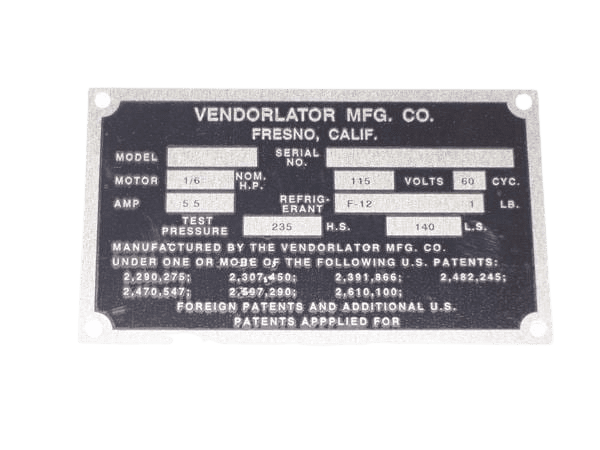 VENDORLATOR MFG. CO.
FRESNO, CALIF.
MODEL SERIAL NO.
MOTOR 1/6 NOM. H.P. 115 VOLTS 60 CYC.
AMP 5.5 REFRIG-ERANT F-12 1 LB.
TEST PRESSURE 235 H.S. 140 L.S.
MANUFACTURED BY THE VENDORLATOR MFG. CO.
UNDER ONE OR MORE OF THE FOLLOWING U.S. PATENTS:
2,290,275; 2,307,450; 2,391,866; 2,482,245;
2,470,547; 2,597,290; 2,610,100;
FOREIGN PATENTS AND ADDITIONAL U.S.
PATENTS APPPLIED FOR